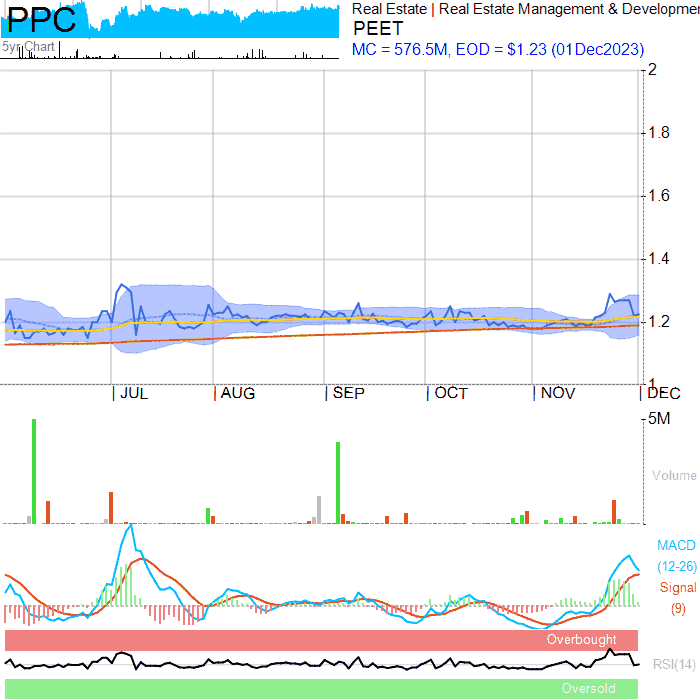 PPC
5yr Chart
Real Estate | Real Estate Management & Developmen
PEET
MC = 576.5M, EOD = $1.23 (01Dec2023)
2
1.8
1.6
1.4
1.2
1
| JUL | AUG | SEP | OCT | NOV | DEC
5M
Volume
MACD
(12-26)
Signal
(9)
Overbought
RSI(14)
Oversold